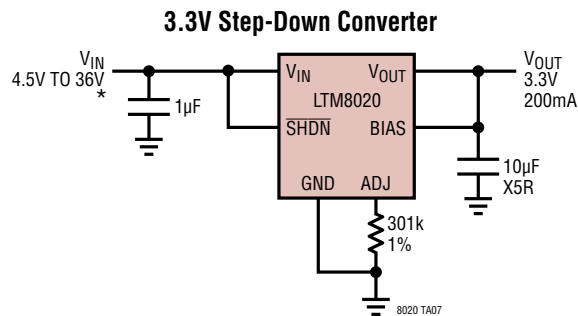 3.3V Step-Down Converter
VIN
4.5V TO 36V
*
1µF
VIN
VOUT
LTM8020
SHDN
BIAS
GND
ADJ
VOUT
3.3V
200mA
10µF
X5R
301k
1%
8020 TA07